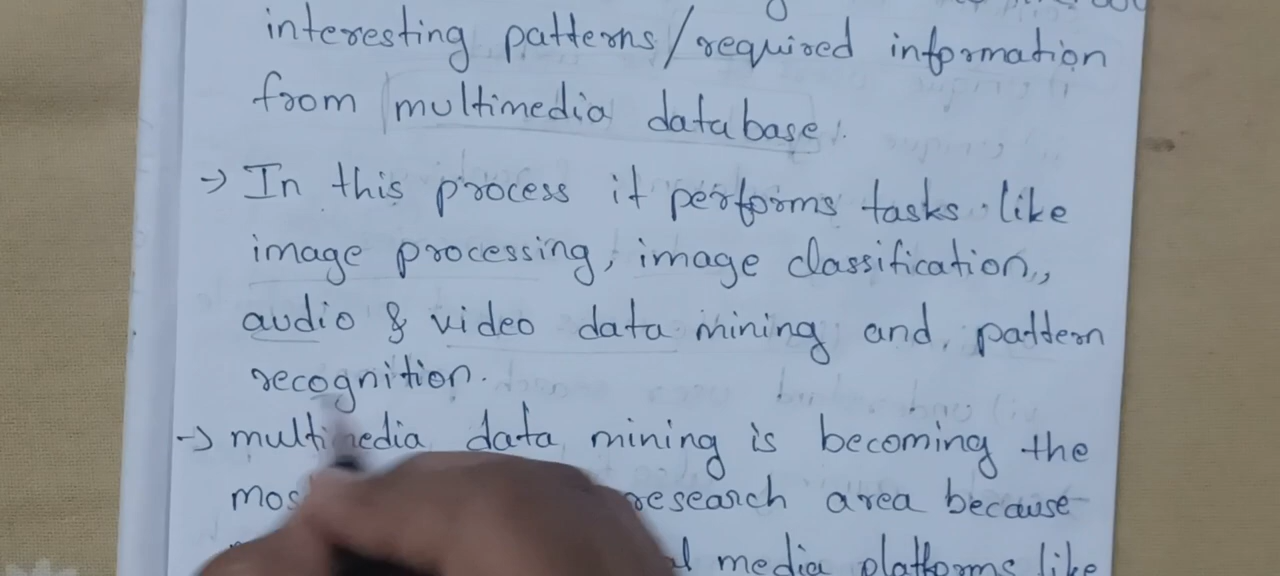 interesting patterns/required information
from multimedia database.
→ In this process it performs tasks like
image processing, image classification,
audio & video data mining and pattern
recognition.
→ multimedia data mining is becoming the
research area because
media platforms like